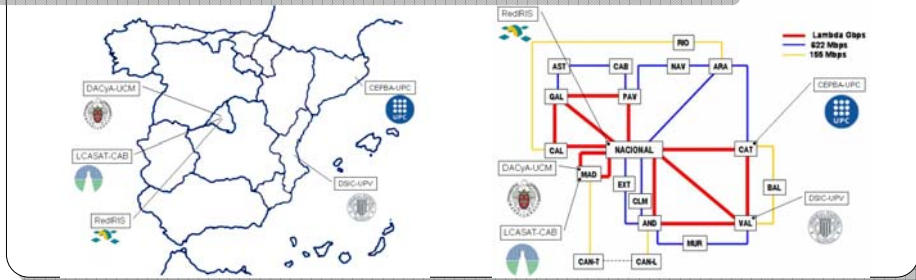 DACyA-UCM
CEPBA-UPC
UPC
LCASAT-CAB
DSIC-UPV
RedIRIS
RedIRIS
Lambda Gbps
622 Mbps
155 Mbps
RIO
AST
CAB
NAV
ARA
CEPBA-UPC
GAL
PAV
UPC
CAL
NACIONAL
CAT
DACyA-UCM
MAD
EXT
BAL
CLM
DSIC-UPV
LCASAT-CAB
AND
VAL
MUR
CAN-T
CAN-L